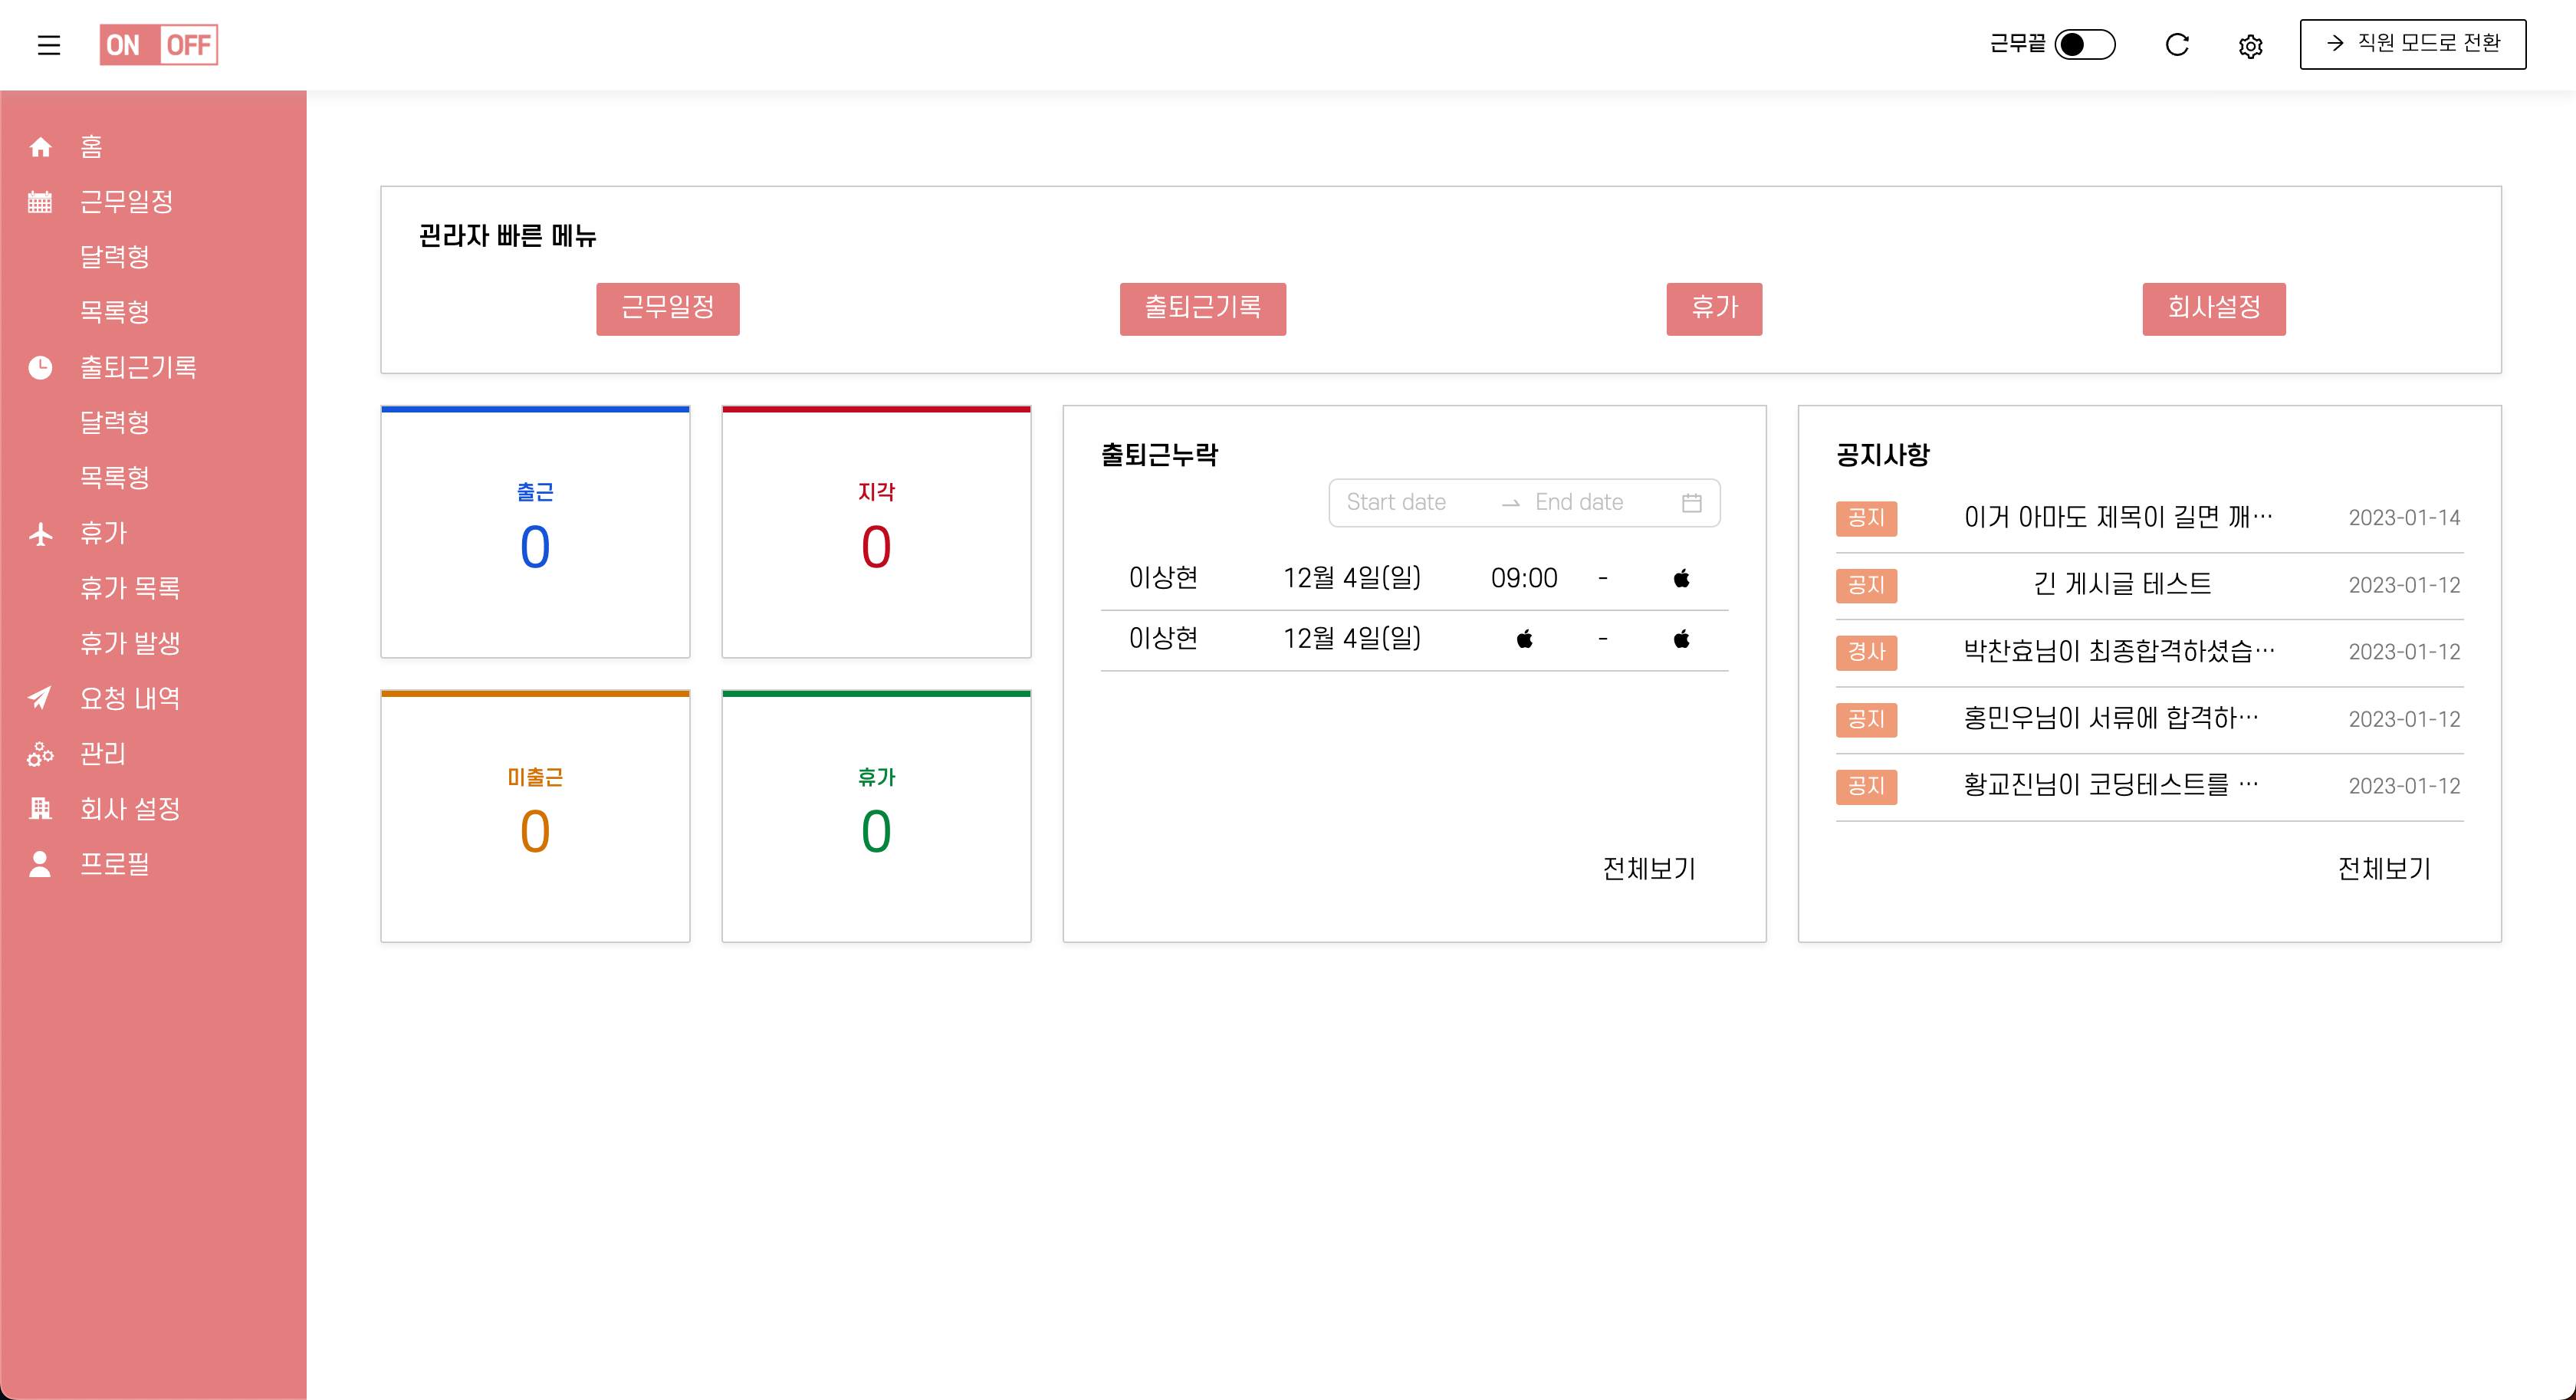 ON OFF
근무끝
직원 모드로 전환
홈
근무일정
달력형
목록형
출퇴근기록
달력형
목록형
휴가
휴가 목록
휴가 발생
요청 내역
관리
회사 설정
프로필
괸라자 빠른 메뉴
근무일정 출퇴근기록 휴가 회사설정
출근
0
지각
0
미출근
0
휴가
0
출퇴근누락
Start date End date
이상현 12월 4일(일) 09:00 -
이상현 12월 4일(일) -
전체보기
공지사항
공지 이거 아마도 제목이 길면 깨… 2023-01-14
공지 긴 게시글 테스트 2023-01-12
경사 박찬효님이 최종합격하셨습… 2023-01-12
공지 홍민우님이 서류에 합격하… 2023-01-12
공지 황교진님이 코딩테스트를 … 2023-01-12
전체보기